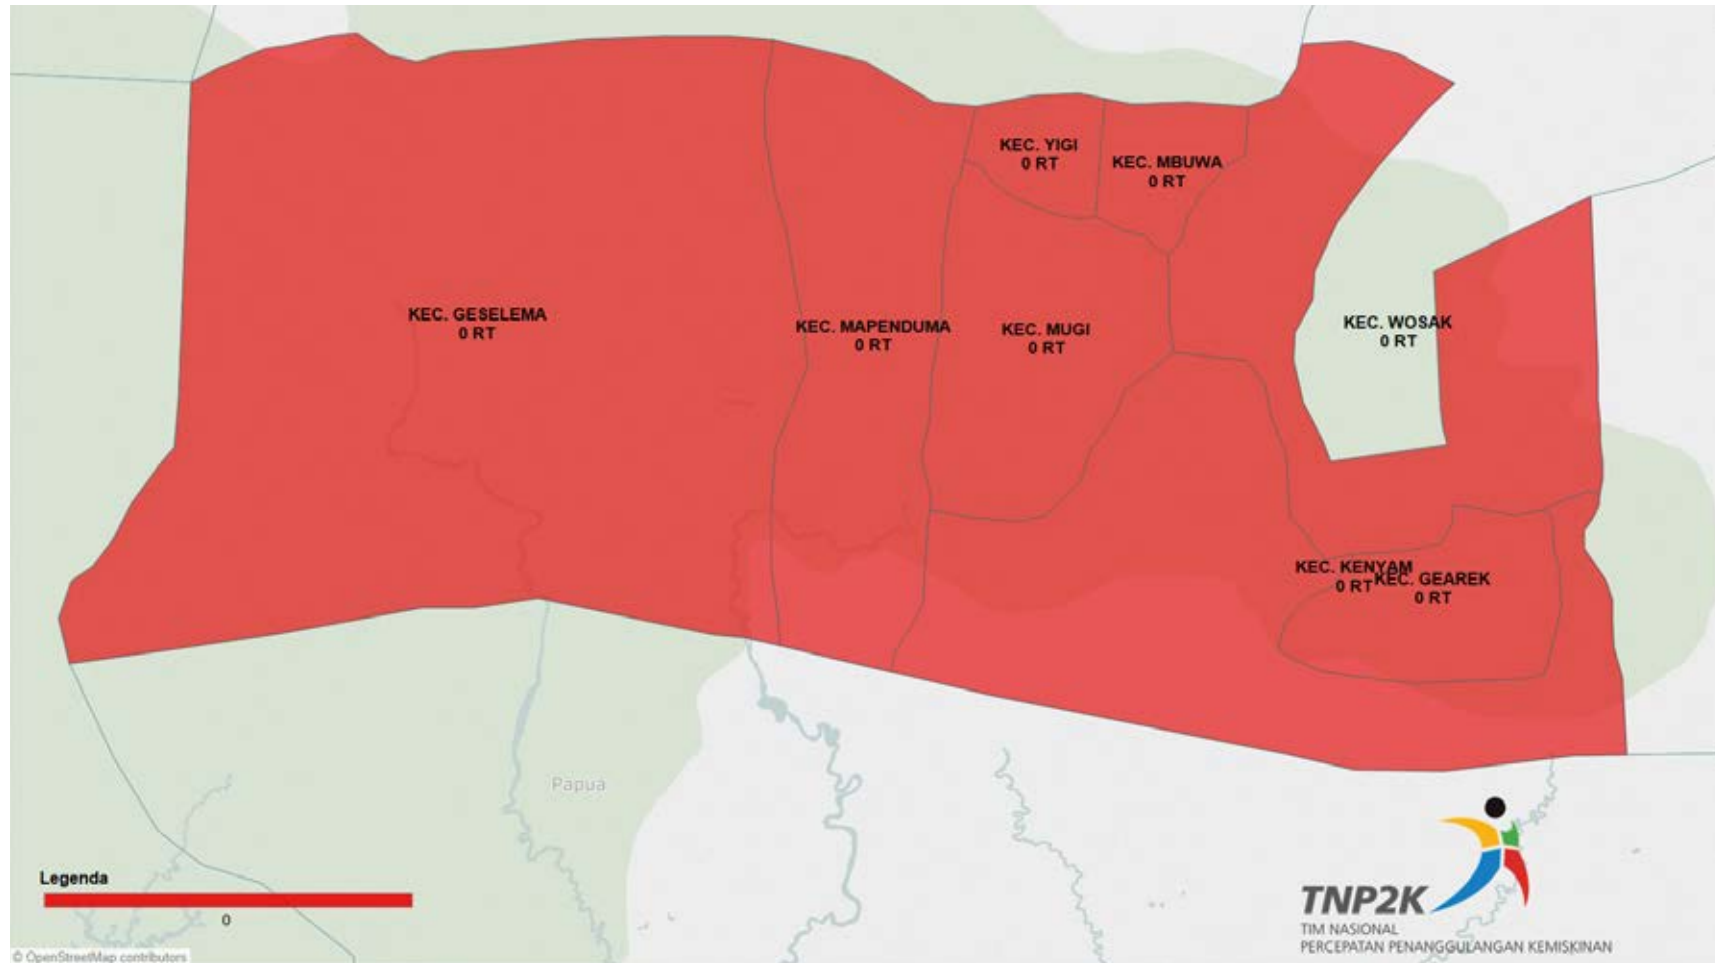 KEC. YIGI
0 RT
KEC. MBUWA
0 RT
KEC. GESELEMA
0 RT
KEC. MAPENDUMA
0 RT
KEC. MUGI
0 RT
KEC. WOSAK
0 RT
KEC. KENYAM
0 RT
KEC. GEAREK
0 RT
Papua
Legenda
0
TNP2K
TIM NASIONAL
PERCEPATAN PENANGGULANGAN KEMISKINAN
© OpenStreetMap contributors